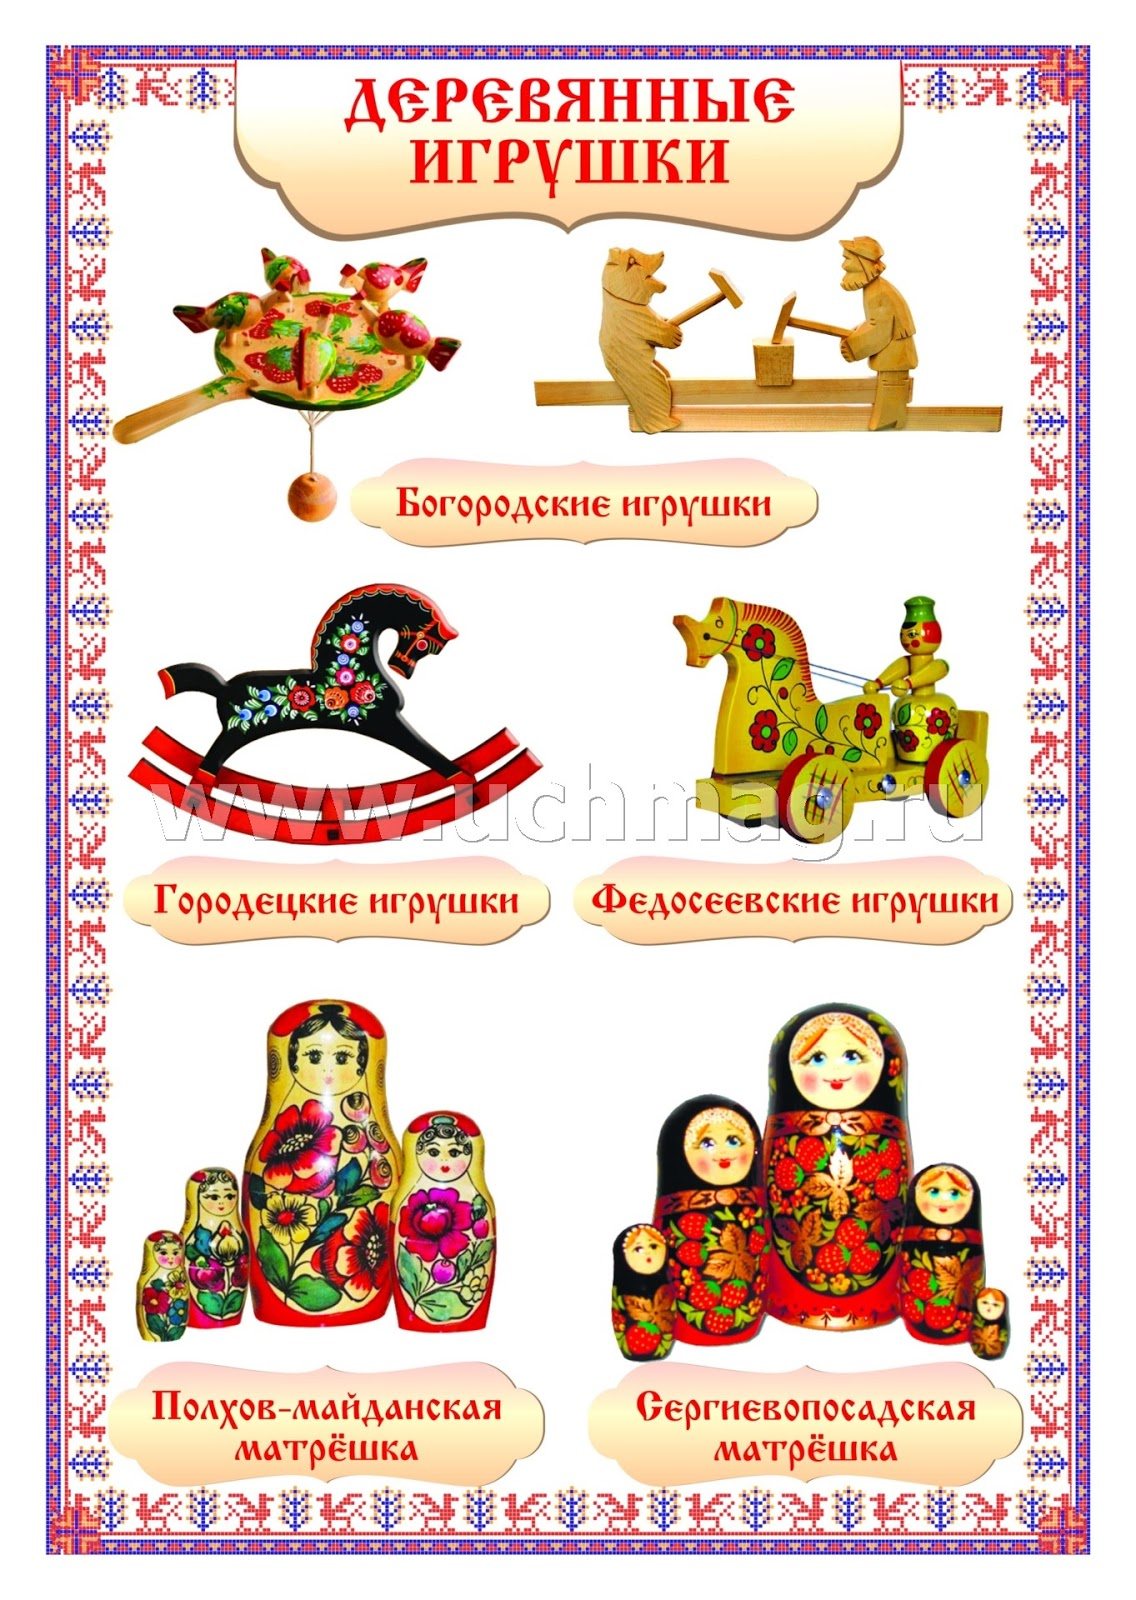 ДЕРЕВЯННЫЕ
ИГРУШКИ
Богородские игрушки
www.uchmag.ru
Городецкие игрушки
Федосеевские игрушки
Полхов-майданская
матрёшка
Сергиевопосадская
матрёшка